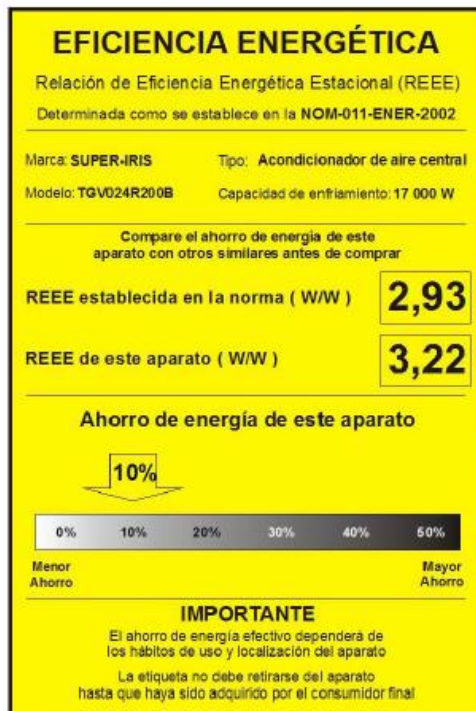 EFICIENCIA ENERGÉTICA
Relación de Eficiencia Energética Estacional (REEE)
Determinada como se establece en la NOM-011-ENER-2002
Marca: SUPER-IRIS Tipo: Acondicionador de aire central
Modelo: TGV024R200B Capacidad de enfriamiento: 17 000 W
Compare el ahorro de energía de este
aparato con otros similares antes de comprar
REEE establecida en la norma ( W/W ) 2,93
REEE de este aparato ( W/W ) 3,22
Ahorro de energía de este aparato
10%
0% 10% 20% 30% 40% 50%
Menor Mayor
Ahorro Ahorro
IMPORTANTE
El ahorro de energía efectivo dependerá de
los hábitos de uso y localización del aparato
La etiqueta no debe retirarse del aparato
hasta que haya sido adquirido por el consumidor final